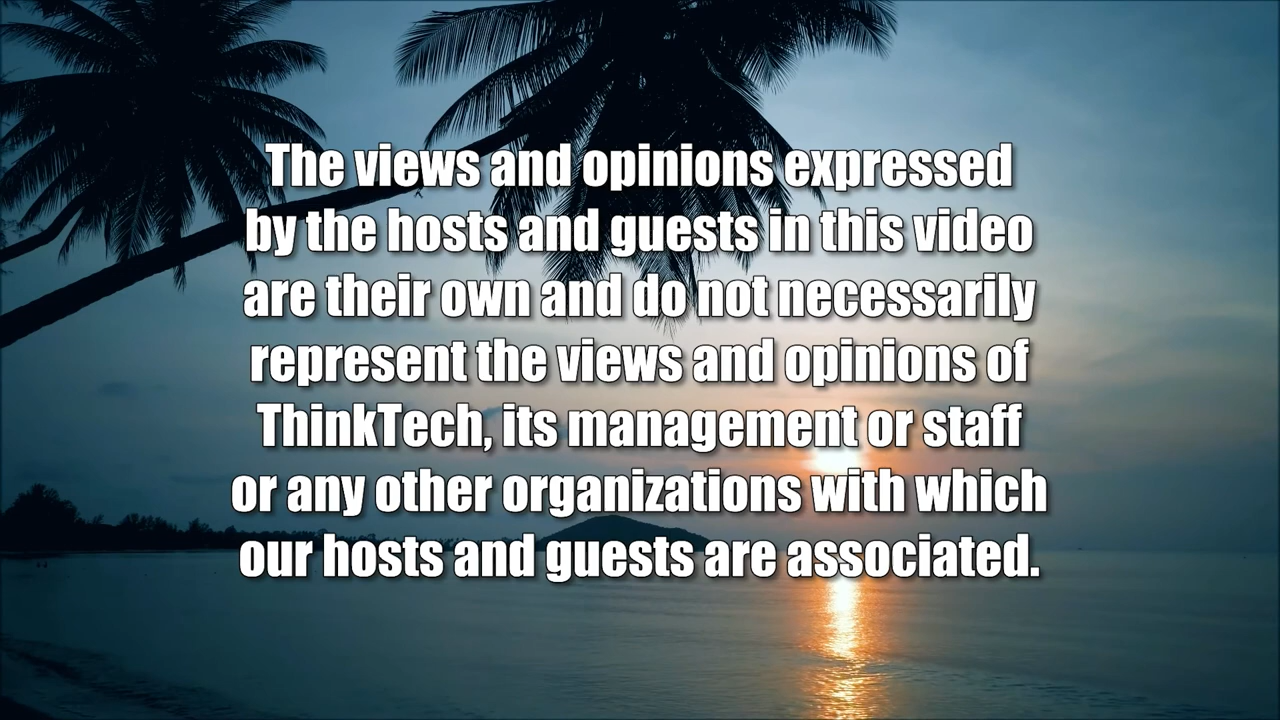 The views and opinions expressed
by the hosts and guests in this video
are their own and do not necessarily
represent the views and opinions of
ThinkTech, its management or staff
or any other organizations with which
our hosts and guests are associated.